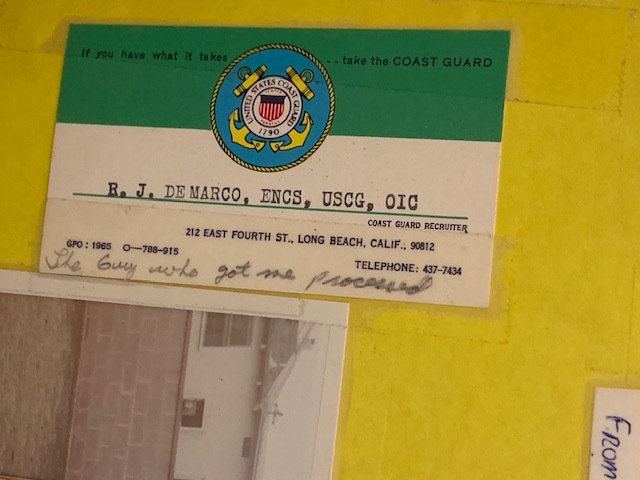 If you have what it takes -- take the COAST GUARD
UNITED STATES COAST GUARD
1790
R. J. DE MARCO, ENCS, USCG, OIC
COAST GUARD RECRUITER
212 EAST FOURTH ST., LONG BEACH, CALIF., 90812
GPO : 1965 O—788-915
TELEPHONE: 437-7434
The Guy who got me processed
From